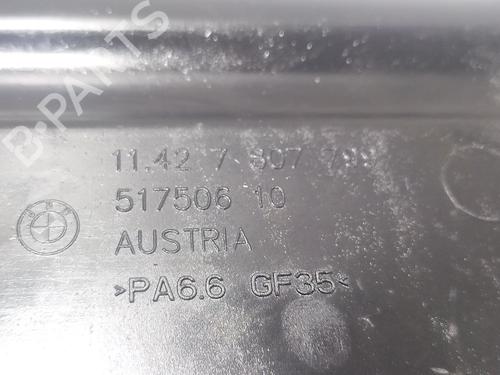 B-PARTS
11.42 7 807
517506 10
AUSTRIA
>PA6.6 GF35<